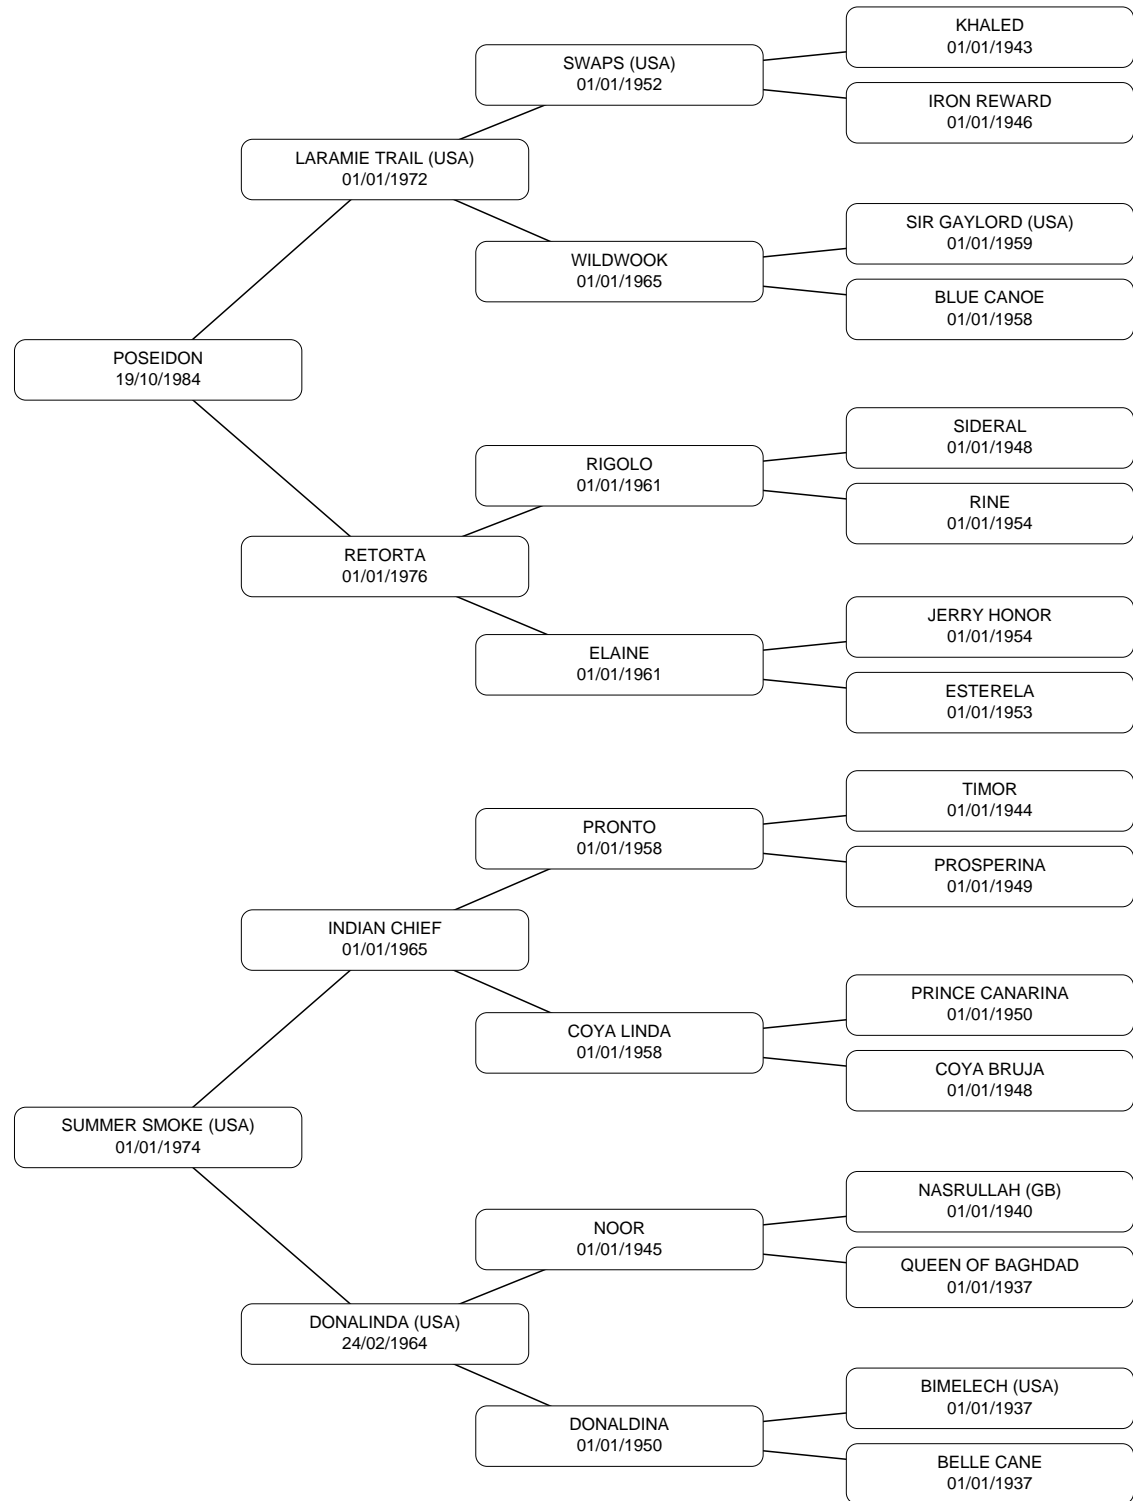 KHALED
01/01/1943
SWAPS (USA)
01/01/1952
IRON REWARD
01/01/1946
LARAMIE TRAIL (USA)
01/01/1972
SIR GAYLORD (USA)
01/01/1959
WILDWOOK
01/01/1965
BLUE CANOE
01/01/1958
POSEIDON
19/10/1984
SIDERAL
01/01/1948
RIGOLO
01/01/1961
RINE
01/01/1954
RETORTA
01/01/1976
JERRY HONOR
01/01/1954
ELAINE
01/01/1961
ESTERELA
01/01/1953
TIMOR
01/01/1944
PRONTO
01/01/1958
PROSPERINA
01/01/1949
INDIAN CHIEF
01/01/1965
PRINCE CANARINA
01/01/1950
COYA LINDA
01/01/1958
COYA BRUJA
01/01/1948
SUMMER SMOKE (USA)
01/01/1974
NASRULLAH (GB)
01/01/1940
NOOR
01/01/1945
QUEEN OF BAGHDAD
01/01/1937
DONALINDA (USA)
24/02/1964
BIMELECH (USA)
01/01/1937
DONALDINA
01/01/1950
BELLE CANE
01/01/1937